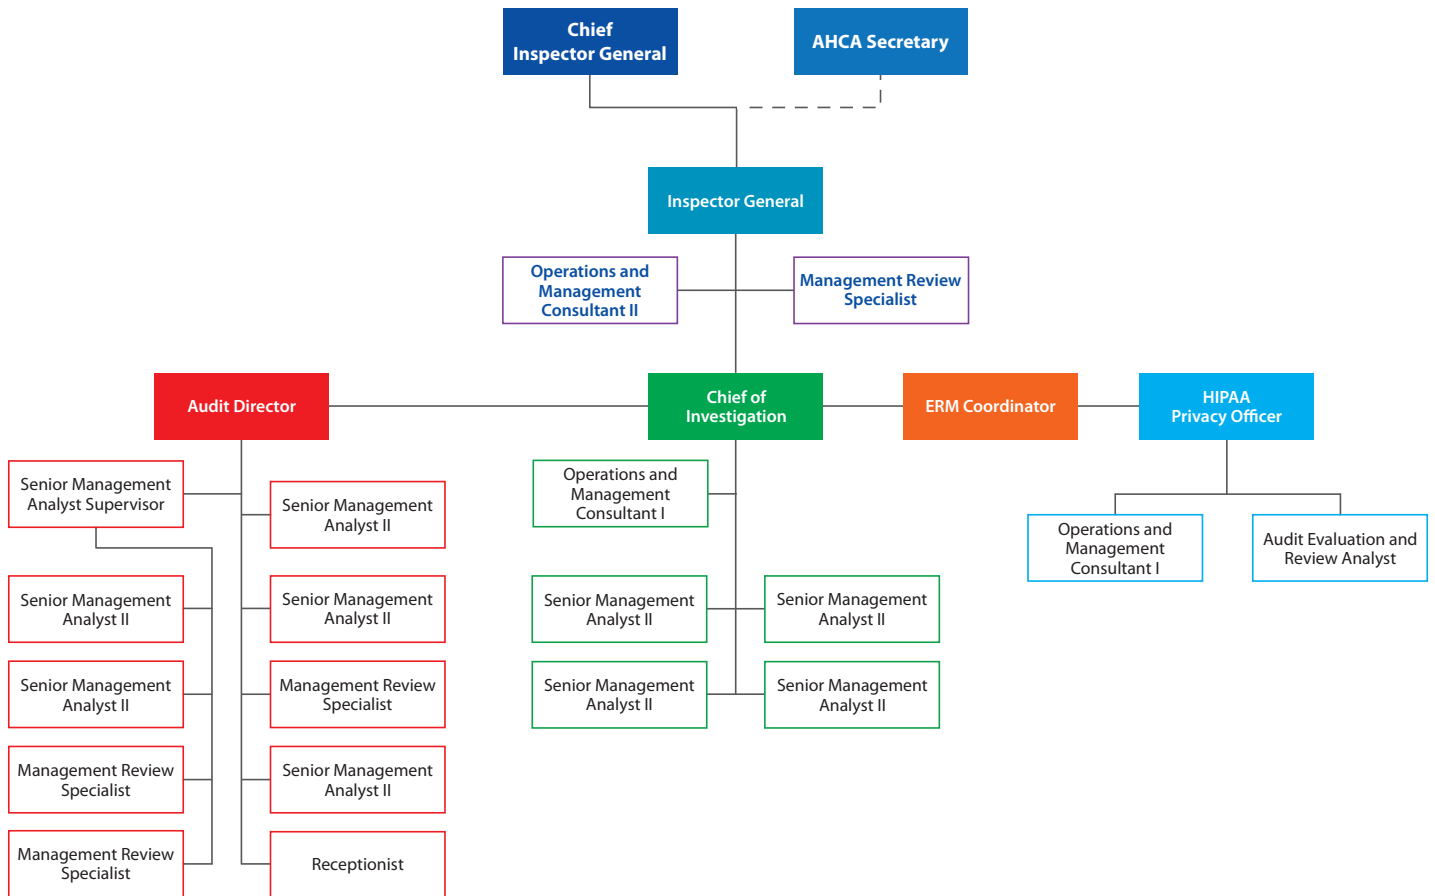 Chief
Inspector General
AHCA Secretary
Inspector General
Operations and
Management
Consultant II
Management Review
Specialist
Audit Director
Chief of
Investigation
ERM Coordinator
HIPAA
Privacy Officer
Senior Management
Analyst Supervisor
Senior Management
Analyst II
Senior Management
Analyst II
Management Review
Specialist
Management Review
Specialist
Senior Management
Analyst II
Senior Management
Analyst II
Management Review
Specialist
Senior Management
Analyst II
Receptionist
Operations and
Management
Consultant I
Senior Management
Analyst II
Senior Management
Analyst II
Senior Management
Analyst II
Senior Management
Analyst II
Operations and
Management
Consultant I
Audit Evaluation and
Review Analyst